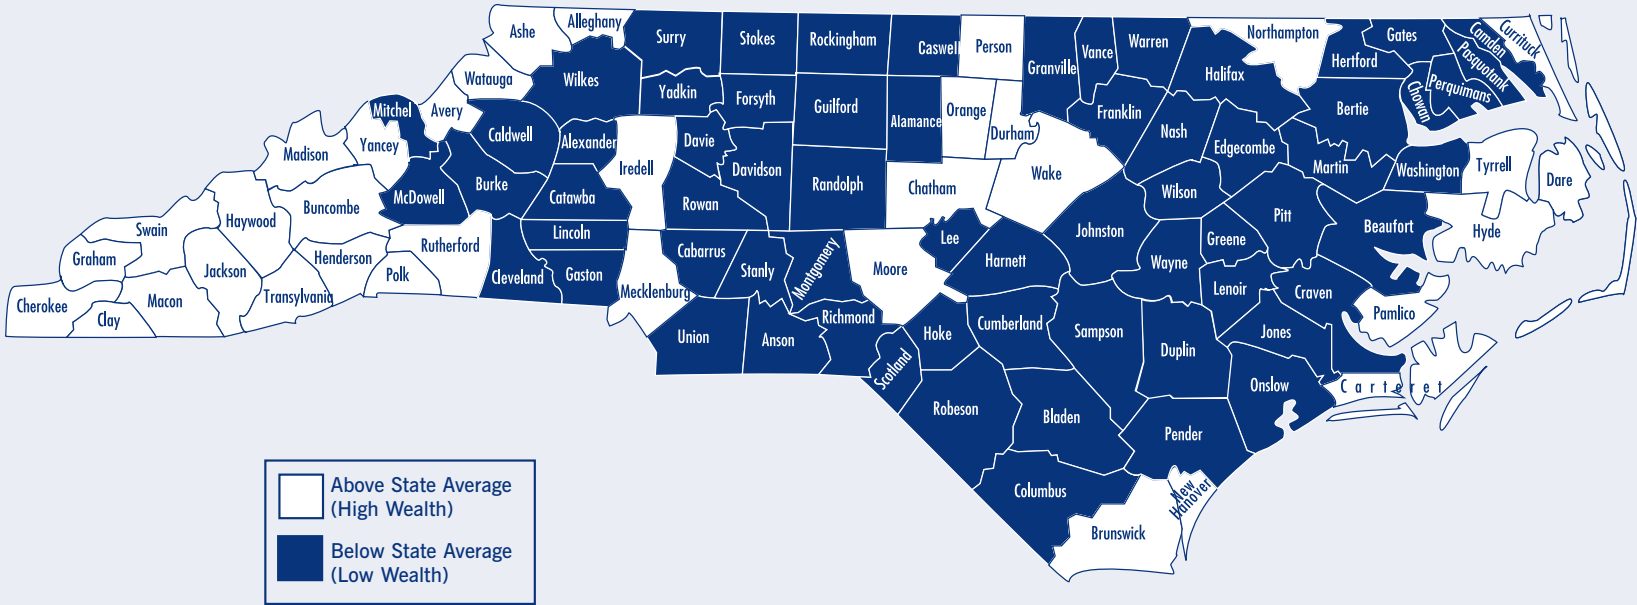 Ashe
Alleghany
Surry
Stokes
Rockingham
Caswell
Person
Granville
Vance
Warren
Northampton
Gates
Camden
Currituck
Pasquotank
Hertford
Halifax
Perquimans
Chowan
Watauga
Wilkes
Yadkin
Forsyth
Guilford
Alamance
Orange
Durham
Franklin
Nash
Bertie
Mitchel
Avery
Caldwell
Alexander
Davie
Edgecombe
Madison
Yancey
Iredell
Davidson
Randolph
Chatham
Wake
Martin
Washington
Tyrrell
Dare
McDowell
Burke
Catawba
Rowan
Wilson
Buncombe
Haywood
Swain
Pitt
Beaufort
Hyde
Graham
Henderson
Rutherford
Lincoln
Cabarrus
Stanly
Montgomery
Moore
Lee
Harnett
Johnston
Greene
Wayne
Jackson
Polk
Cleveland
Gaston
Mecklenburg
Cherokee
Clay
Macon
Transylvania
Lenoir
Craven
Pamlico
Union
Anson
Richmond
Scotland
Hoke
Cumberland
Sampson
Duplin
Jones
Onslow
Carteret
Robeson
Bladen
Pender
Columbus
New
Hanover
Brunswick
Above State Average
(High Wealth)
Below State Average
(Low Wealth)